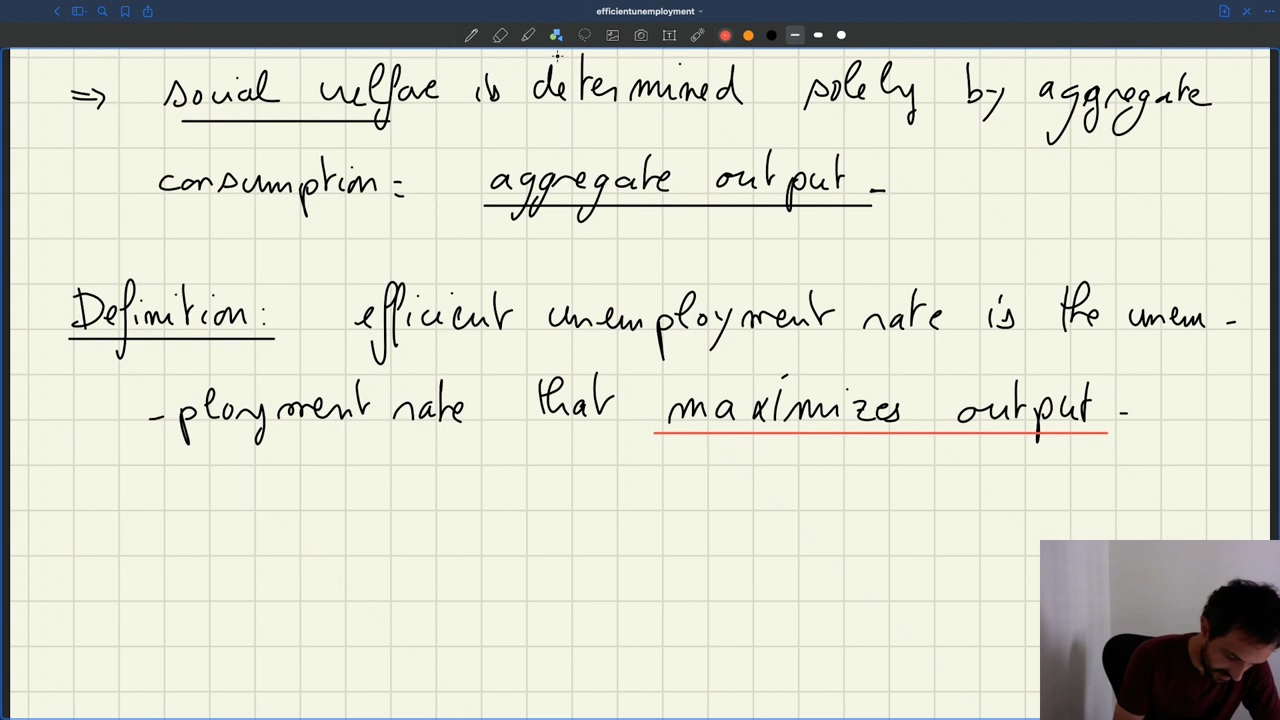 efficientunemployment
⇒ social welfae is determined solely by aggregate
consumption = aggregate output -
Definition: efficient unemployment rate is the unem -
- ployment rate that maximizes output -